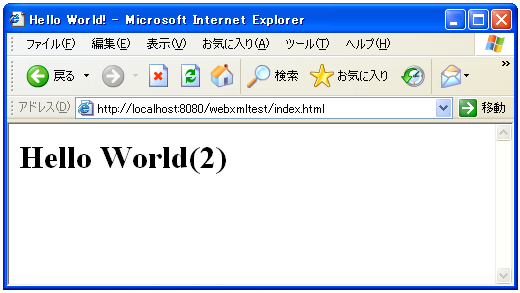 Hello World! - Microsoft Internet Explorer
ファイル(F) 編集(E) 表示(V) お気に入り(A) ツール(T) ヘルプ(H)
戻る 検索 お気に入り
アドレス(D) http://localhost:8080/webxmltest/index.html 移動
Hello World(2)